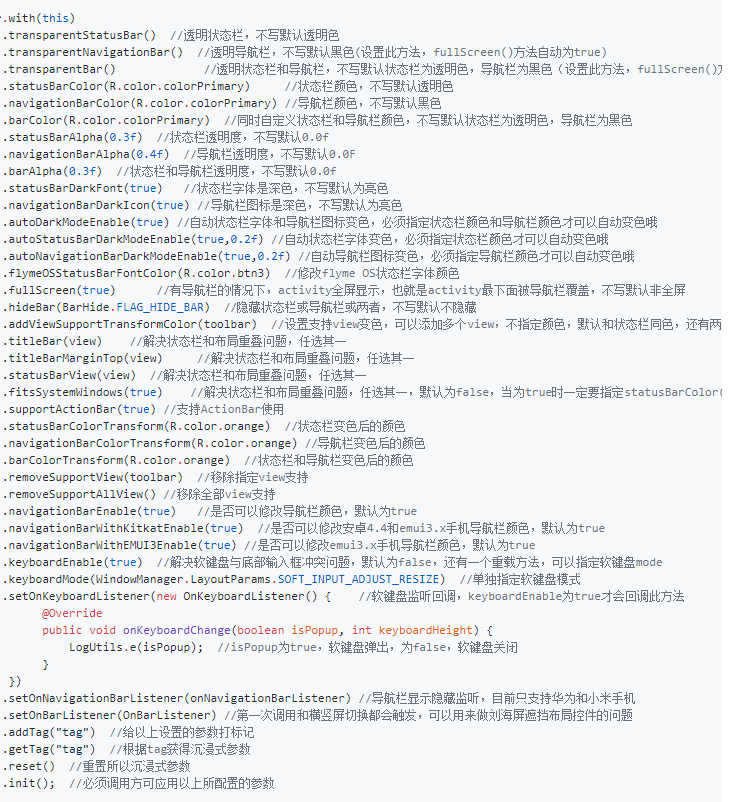 .with(this)
.transparentStatusBar()  //透明状态栏，不写默认透明色
.transparentNavigationBar()  //透明导航栏，不写默认黑色(设置此方法，fullScreen()方法自动为true)
.transparentBar()             //透明状态栏和导航栏，不写默认状态栏为透明色，导航栏为黑色（设置此方法，fullScreen()
.statusBarColor(R.color.colorPrimary)     //状态栏颜色，不写默认透明色
.navigationBarColor(R.color.colorPrimary) //导航栏颜色，不写默认黑色
.barColor(R.color.colorPrimary)  //同时自定义状态栏和导航栏颜色，不写默认状态栏为透明色，导航栏为黑色
.statusBarAlpha(0.3f)  //状态栏透明度，不写默认0.0f
.navigationBarAlpha(0.4f)  //导航栏透明度，不写默认0.0F
.barAlpha(0.3f)  //状态栏和导航栏透明度，不写默认0.0f
.statusBarDarkFont(true)   //状态栏字体是深色，不写默认为亮色
.navigationBarDarkIcon(true) //导航栏图标是深色，不写默认为亮色
.autoDarkModeEnable(true) //自动状态栏字体和导航栏图标变色，必须指定状态栏颜色和导航栏颜色才可以自动变色哦
.autoStatusBarDarkModeEnable(true,0.2f) //自动状态栏字体变色，必须指定状态栏颜色才可以自动变色哦
.autoNavigationBarDarkModeEnable(true,0.2f) //自动导航栏图标变色，必须指定导航栏颜色才可以自动变色哦
.flymeOSStatusBarFontColor(R.color.btn3)  //修改flyme OS状态栏字体颜色
.fullScreen(true)      //有导航栏的情况下，activity全屏显示，也就是activity最下面被导航栏覆盖，不写默认非全屏
.hideBar(BarHide.FLAG_HIDE_BAR)  //隐藏状态栏或导航栏或两者，不写默认不隐藏
.addViewSupportTransformColor(toolbar)  //设置支持view变色，可以添加多个view，不指定颜色，默认和状态栏同色，还有两
.titleBar(view)    //解决状态栏和布局重叠问题，任选其一
.titleBarMarginTop(view)     //解决状态栏和布局重叠问题，任选其一
.statusBarView(view)  //解决状态栏和布局重叠问题，任选其一
.fitsSystemWindows(true)    //解决状态栏和布局重叠问题，任选其一，默认为false，当为true时一定要指定statusBarColor(
.supportActionBar(true) //支持ActionBar使用
.statusBarColorTransform(R.color.orange)  //状态栏变色后的颜色
.navigationBarColorTransform(R.color.orange) //导航栏变色后的颜色
.barColorTransform(R.color.orange)  //状态栏和导航栏变色后的颜色
.removeSupportView(toolbar)  //移除指定view支持
.removeSupportAllView() //移除全部view支持
.navigationBarEnable(true)   //是否可以修改导航栏颜色，默认为true
.navigationBarWithKitkatEnable(true)  //是否可以修改安卓4.4和emui3.x手机导航栏颜色，默认为true
.navigationBarWithEMUI3Enable(true) //是否可以修改emui3.x手机导航栏颜色，默认为true
.keyboardEnable(true)  //解决软键盘与底部输入框冲突问题，默认为false，还有一个重载方法，可以指定软键盘mode
.keyboardMode(WindowManager.LayoutParams.SOFT_INPUT_ADJUST_RESIZE)  //单独指定软键盘模式
.setOnKeyboardListener(new OnKeyboardListener() {    //软键盘监听回调，keyboardEnable为true才会回调此方法
      @Override
      public void onKeyboardChange(boolean isPopup, int keyboardHeight) {
          LogUtils.e(isPopup);  //isPopup为true，软键盘弹出，为false，软键盘关闭
      }
 })
.setOnNavigationBarListener(onNavigationBarListener) //导航栏显示隐藏监听，目前只支持华为和小米手机
.setOnBarListener(OnBarListener) //第一次调用和横竖屏切换都会触发，可以用来做刘海屏遮挡布局控件的问题
.addTag("tag")  //给以上设置的参数打标记
.getTag("tag")  //根据tag获得沉浸式参数
.reset()  //重置所以沉浸式参数
.init();  //必须调用方可应用以上所配置的参数